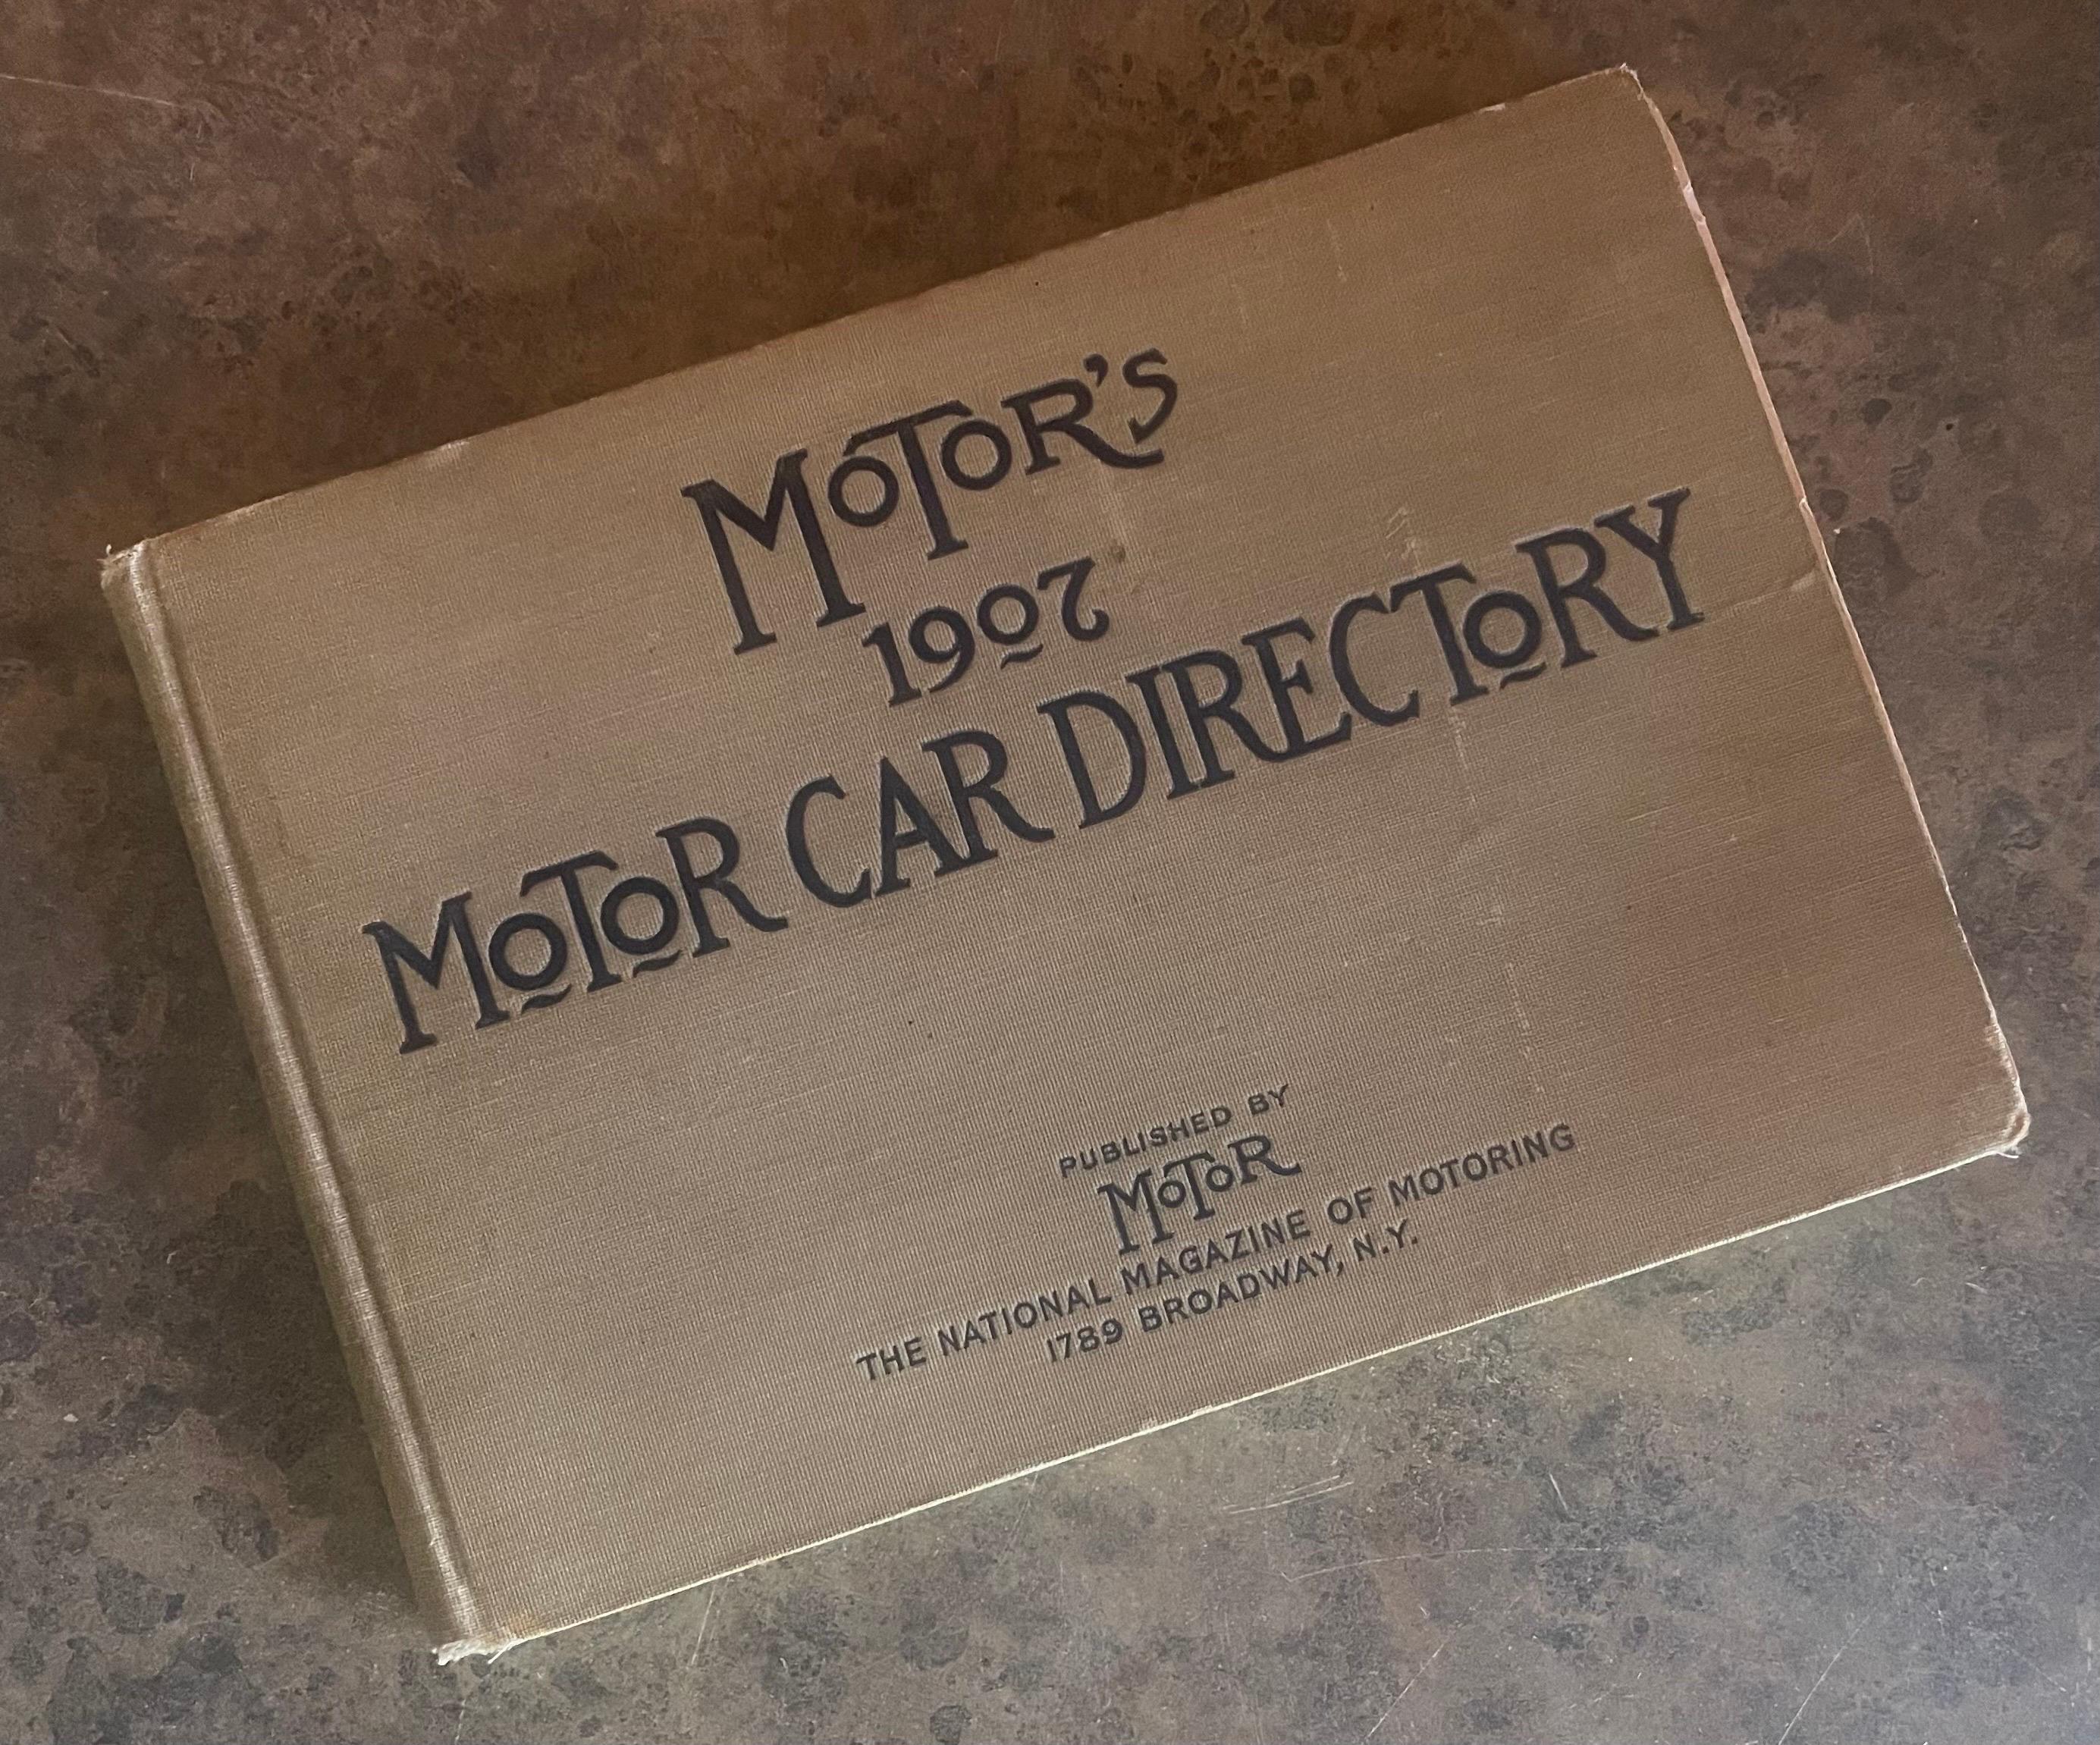 MOTOR'S
1907
MOTOR CAR DIRECTORY
PUBLISHED BY
MOTOR
THE NATIONAL MAGAZINE OF MOTORING
1789 BROADWAY, N.Y.